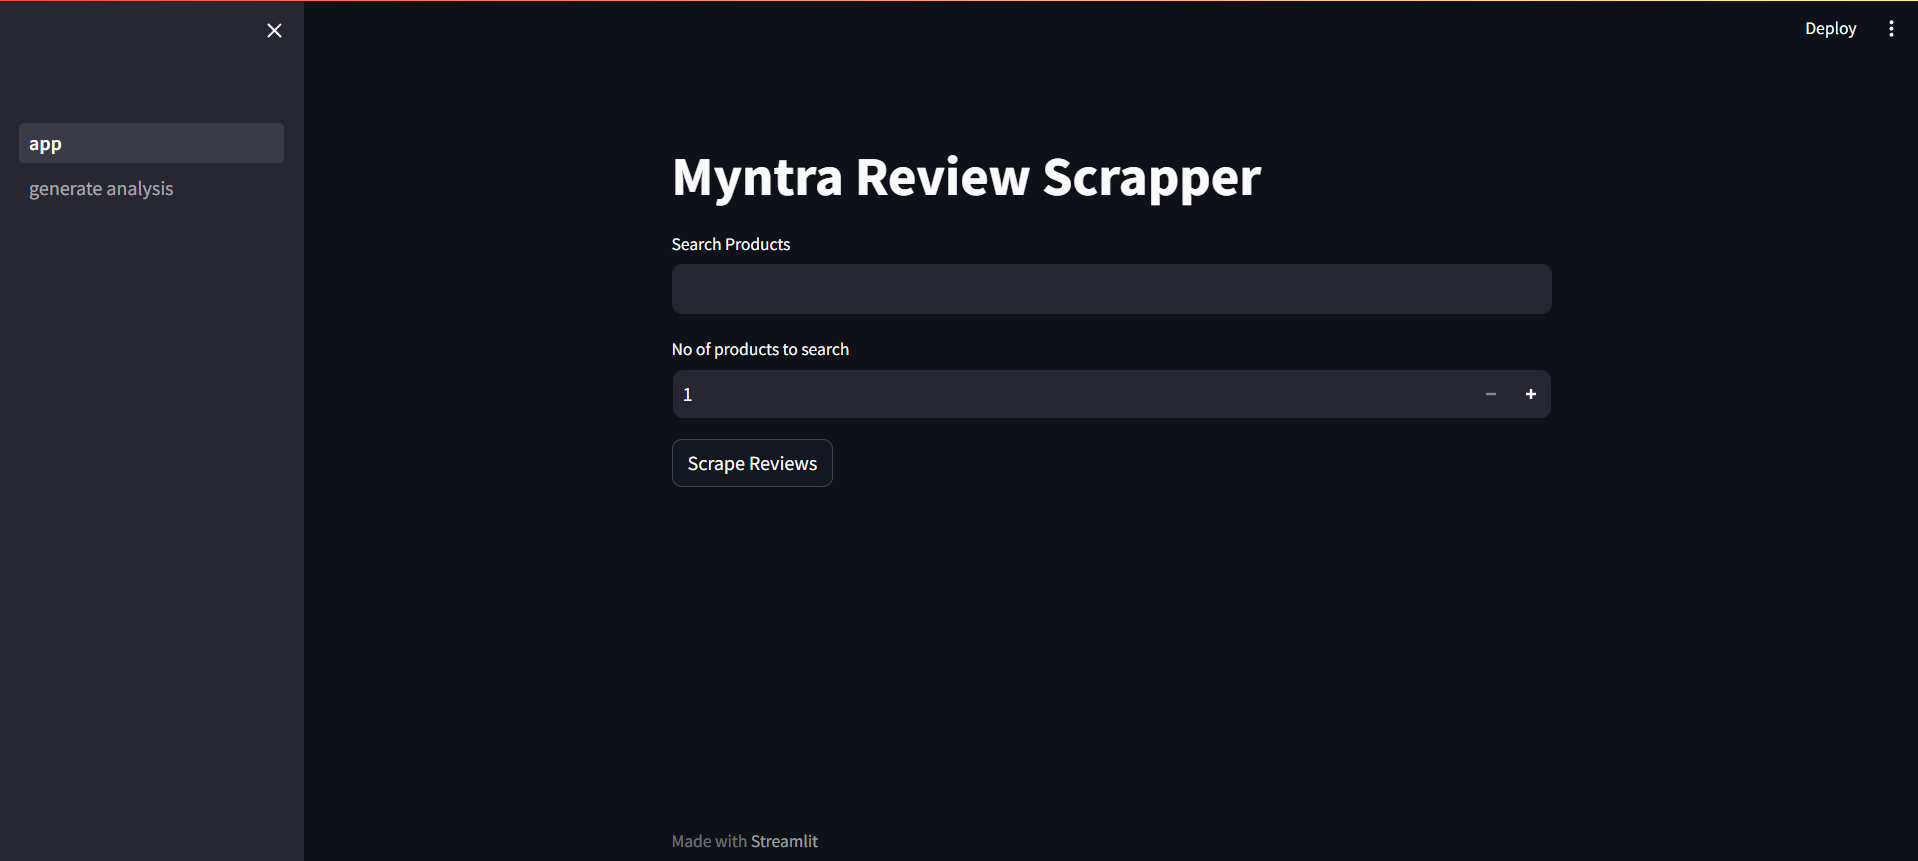 Deploy
app
generate analysis
Myntra Review Scrapper
Search Products
No of products to search
1
Scrape Reviews
Made with Streamlit